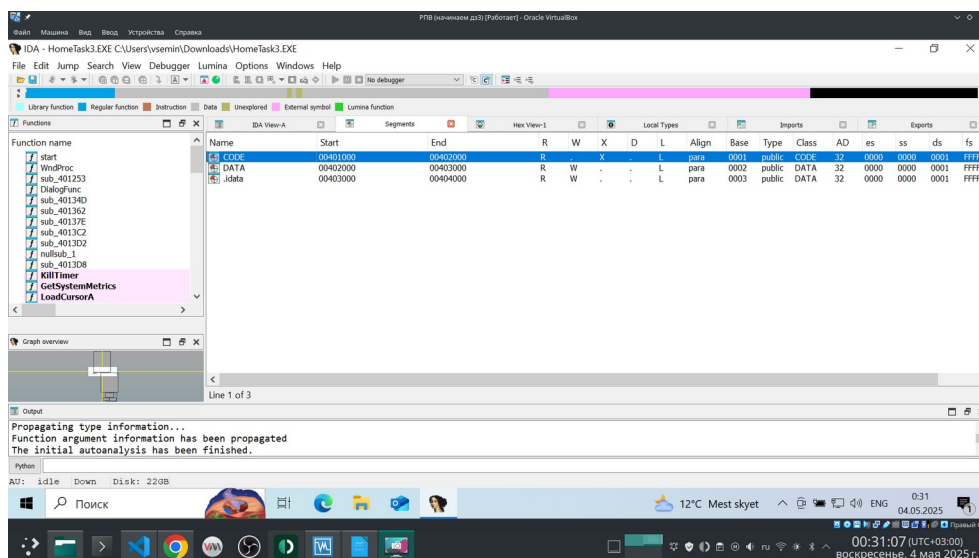 РПВ (начинаем дз3) [Работает] - Oracle VirtualBox
Файл Машина Вид Ввод Устройства Справка
IDA - HomeTask3.EXE C:\Users\vsemin\Downloads\HomeTask3.EXE
File Edit Jump Search View Debugger Lumina Options Windows Help
No debugger
Library function Regular function Instruction Data Unexplored External symbol Lumina function
Functions
IDA View-A Segments Hex View-1 Local Types Imports Exports
Function name
start
WndProc
sub_401253
DialogFunc
sub_40134D
sub_401362
sub_40137E
sub_4013C2
sub_4013D2
nullsub_1
sub_4013D8
KillTimer
GetSystemMetrics
LoadCursorA
Name Start End R W X D L Align Base Type Class AD es ss ds fs
CODE 00401000 00402000 R . X . L para 0001 public CODE 32 0000 0000 0001 FFFF
DATA 00402000 00403000 R W . . L para 0002 public DATA 32 0000 0000 0001 FFFF
.idata 00403000 00404000 R W . . L para 0003 public DATA 32 0000 0000 0001 FFFF
Graph overview
Line 1 of 3
Output
Propagating type information...
Function argument information has been propagated
The initial autoanalysis has been finished.
Python
AU: idle Down Disk: 22GB
Поиск
12°C Mest skyet
ENG
0:31
04.05.2025
Правый
ru
00:31:07 (UTC+03:00)
воскресенье, 4 мая 2025